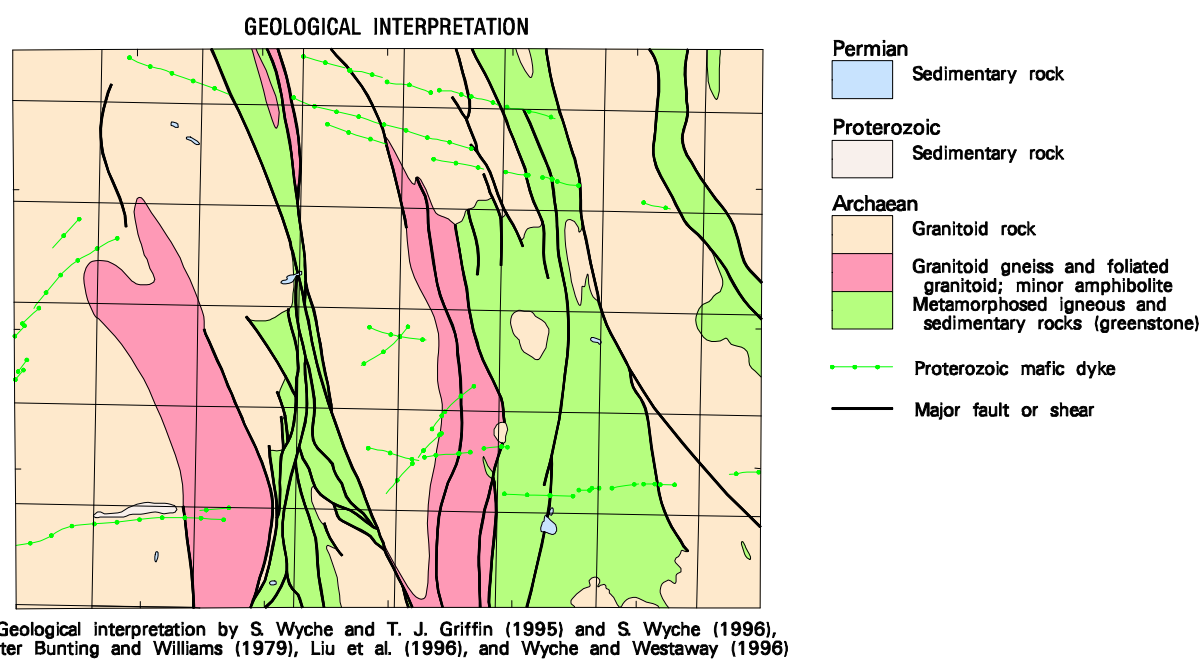 GEOLOGICAL INTERPRETATION
Permian
Sedimentary rock
Proterozoic
Sedimentary rock
Archaean
Granitoid rock
Granitoid gneiss and foliated
granitoid; minor amphibolite
Metamorphosed igneous and
sedimentary rocks (greenstone)
Proterozoic mafic dyke
Major fault or shear
Geological interpretation by S. Wyche and T. J. Griffin (1995) and S. Wyche (1996),
ter Bunting and Williams (1979), Liu et al. (1996), and Wyche and Westaway (1996)